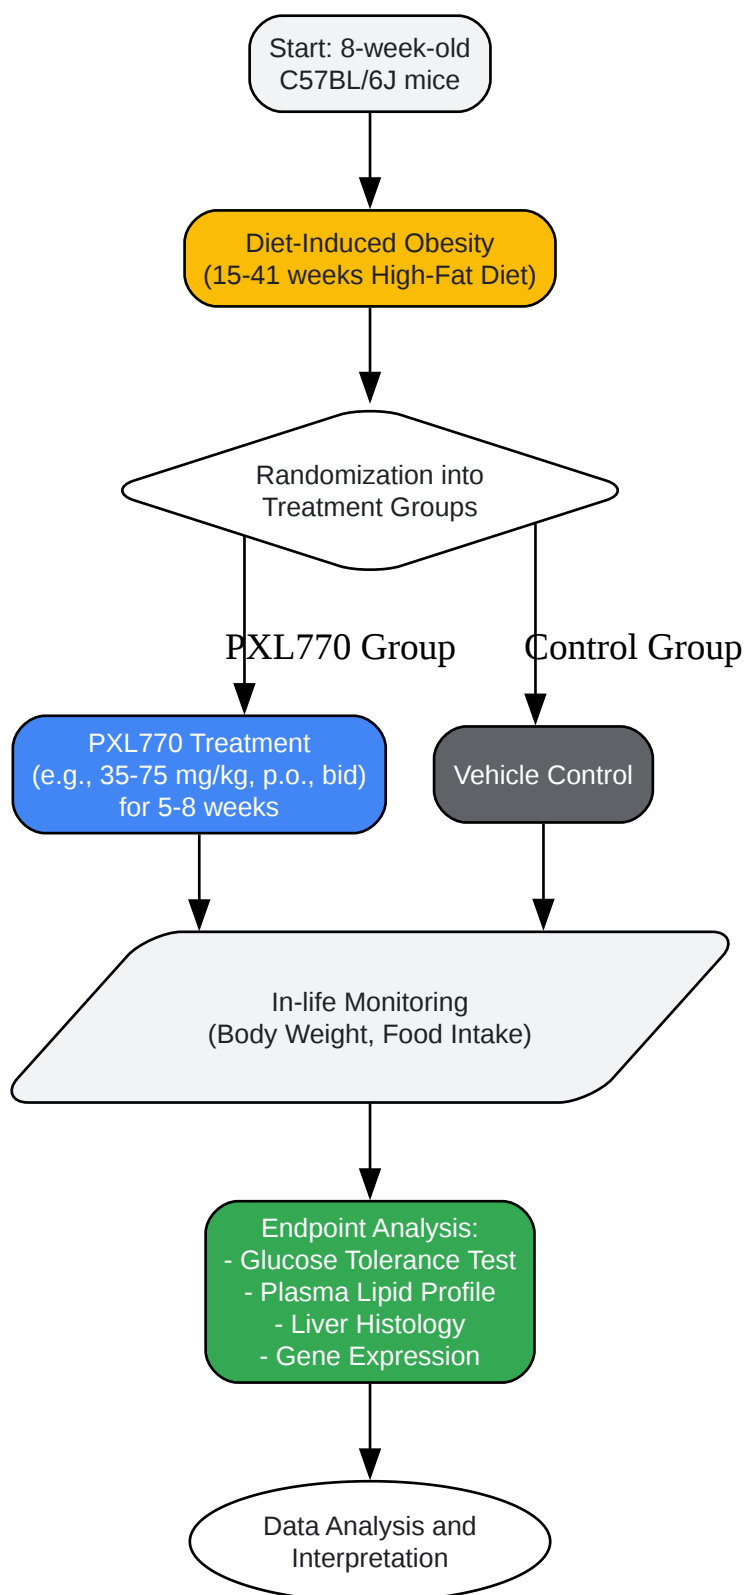 Start: 8-week-old
C57BL/6J mice
Diet-Induced Obesity
(15-41 weeks High-Fat Diet)
Randomization into
Treatment Groups
PXL770 Group
Control Group
PXL770 Treatment
(e.g., 35-75 mg/kg, p.o., bid)
for 5-8 weeks
Vehicle Control
In-life Monitoring
(Body Weight, Food Intake)
Endpoint Analysis:
- Glucose Tolerance Test
- Plasma Lipid Profile
- Liver Histology
- Gene Expression
Data Analysis and
Interpretation